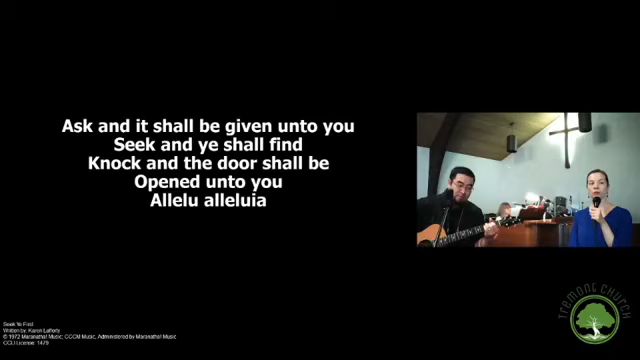 Ask and it shall be given unto you
Seek and ye shall find
Knock and the door shall be
Opened unto you
Allelu alleluia
Seek Ye First
Written by: Karen Lafferty
© 1972 Maranatha! Music; CCCM Music, Administered by Maranatha! Music
CCLI License: 1479
TREMONT CHURCH